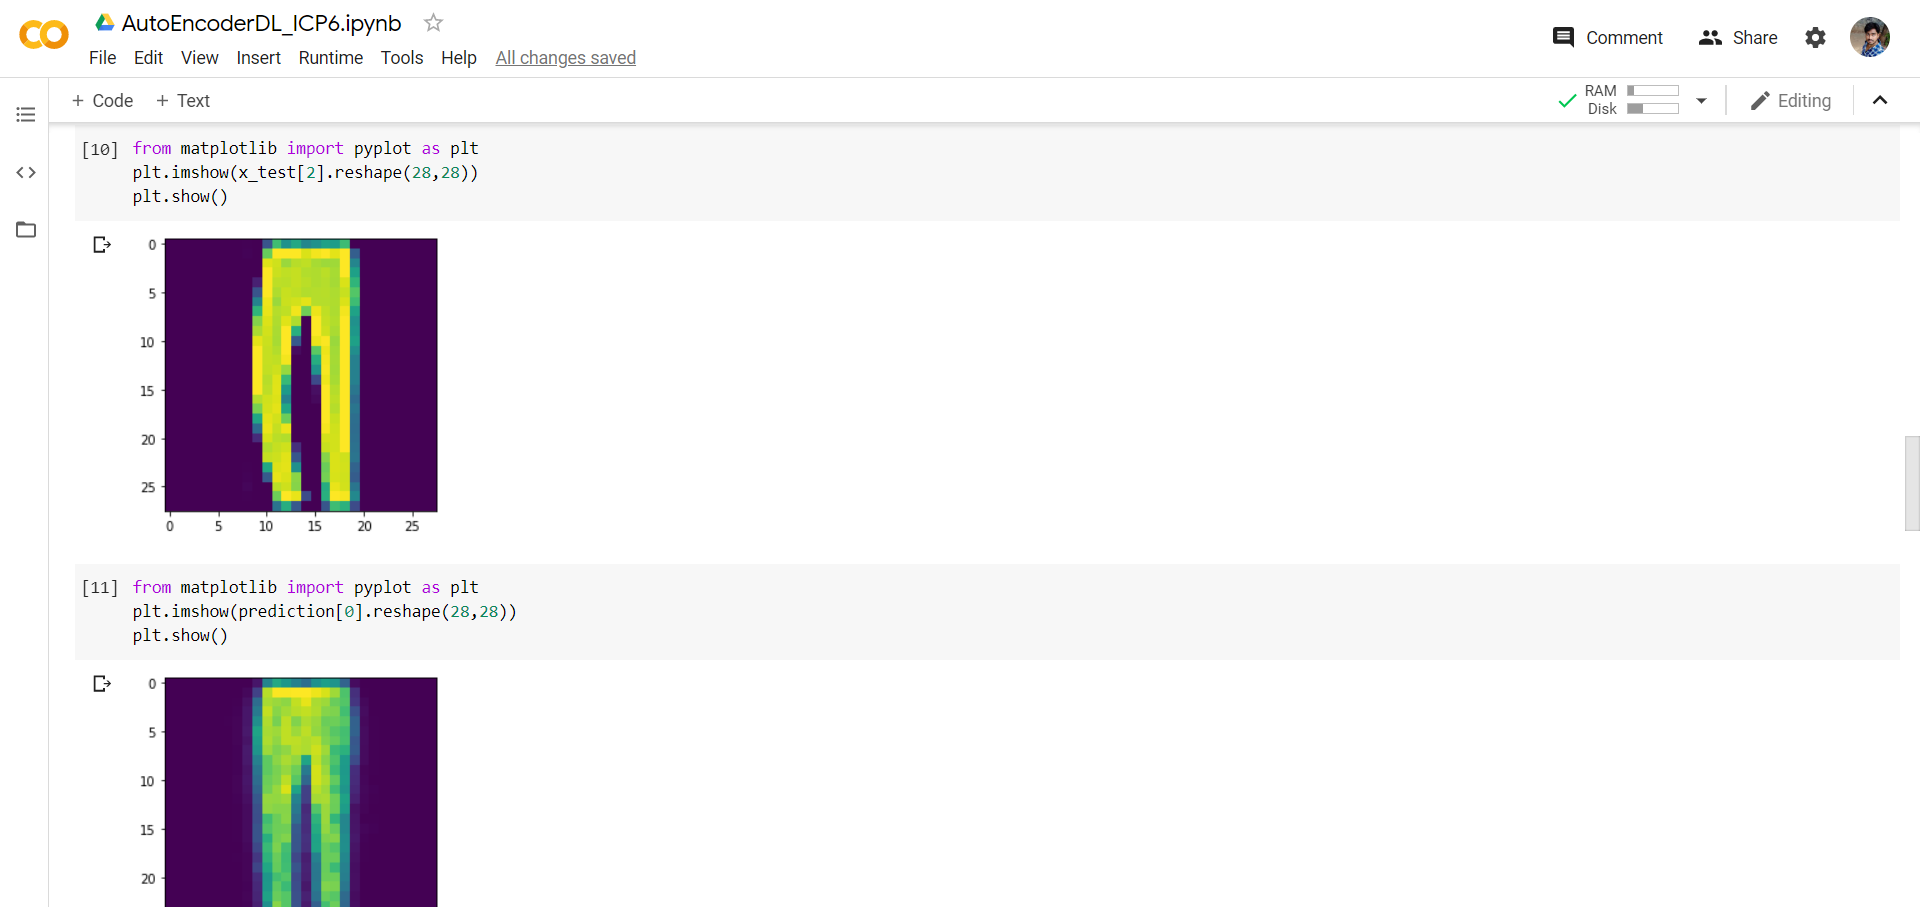 AutoEncoderDL_ICP6.ipynb
File Edit View Insert Runtime Tools Help All changes saved
Comment Share
+ Code + Text
RAM
Disk
Editing
[10] from matplotlib import pyplot as plt
plt.imshow(x_test[2].reshape(28,28))
plt.show()
0
5
10
15
20
25
0 5 10 15 20 25
[11] from matplotlib import pyplot as plt
plt.imshow(prediction[0].reshape(28,28))
plt.show()
0
5
10
15
20